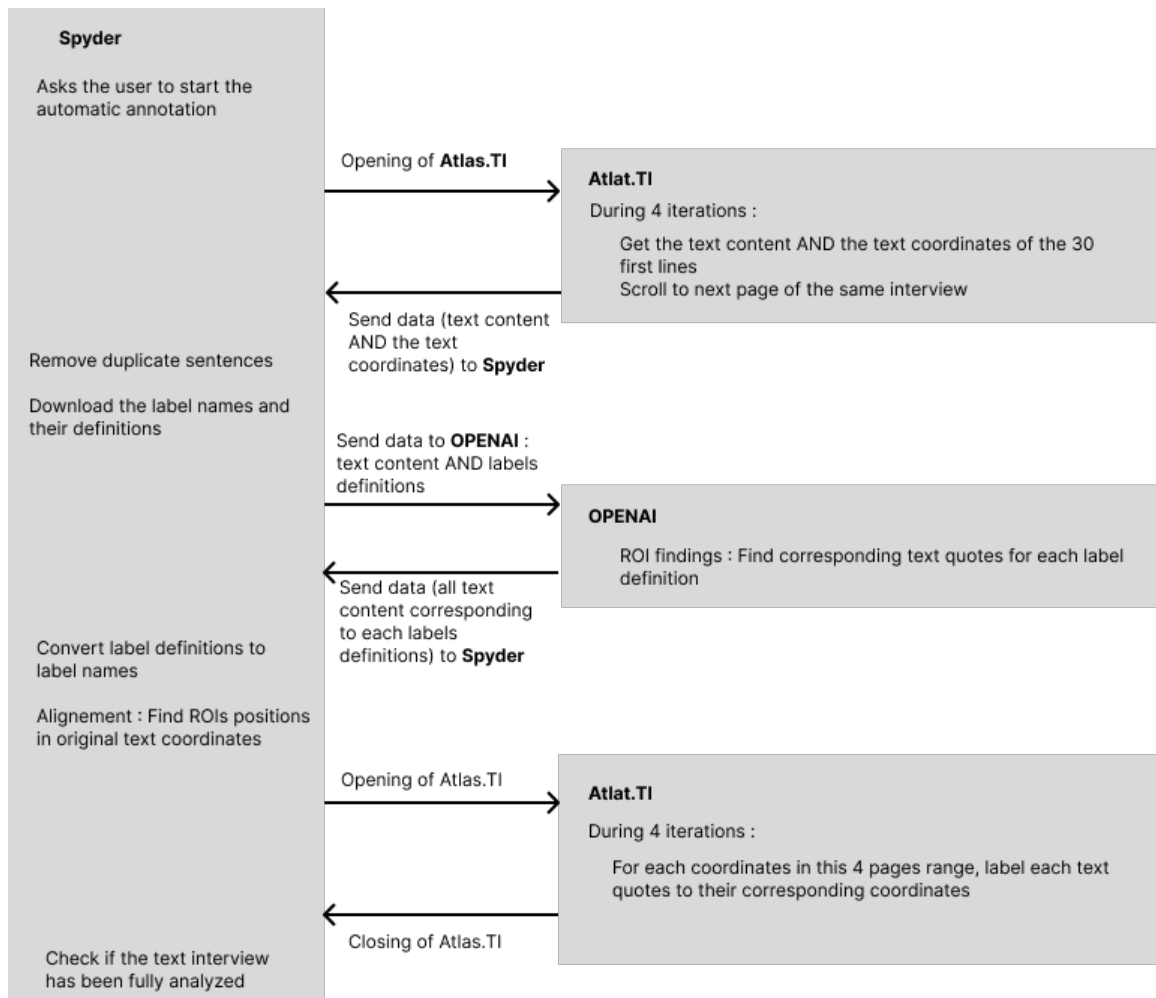 Spyder
Asks the user to start the
automatic annotation
Opening of Atlas.TI
Atlat.TI
During 4 iterations :
Get the text content AND the text coordinates of the 30
first lines
Scroll to next page of the same interview
Send data (text content
AND the text
coordinates) to Spyder
Remove duplicate sentences
Download the label names and
their definitions
Send data to OPENAI :
text content AND labels
definitions
OPENAI
ROI findings : Find corresponding text quotes for each label
definition
Send data (all text
content corresponding
to each labels
definitions) to Spyder
Convert label definitions to
label names
Alignement : Find ROIs positions
in original text coordinates
Opening of Atlas.TI
Atlat.TI
During 4 iterations :
For each coordinates in this 4 pages range, label each text
quotes to their corresponding coordinates
Closing of Atlas.TI
Check if the text interview
has been fully analyzed